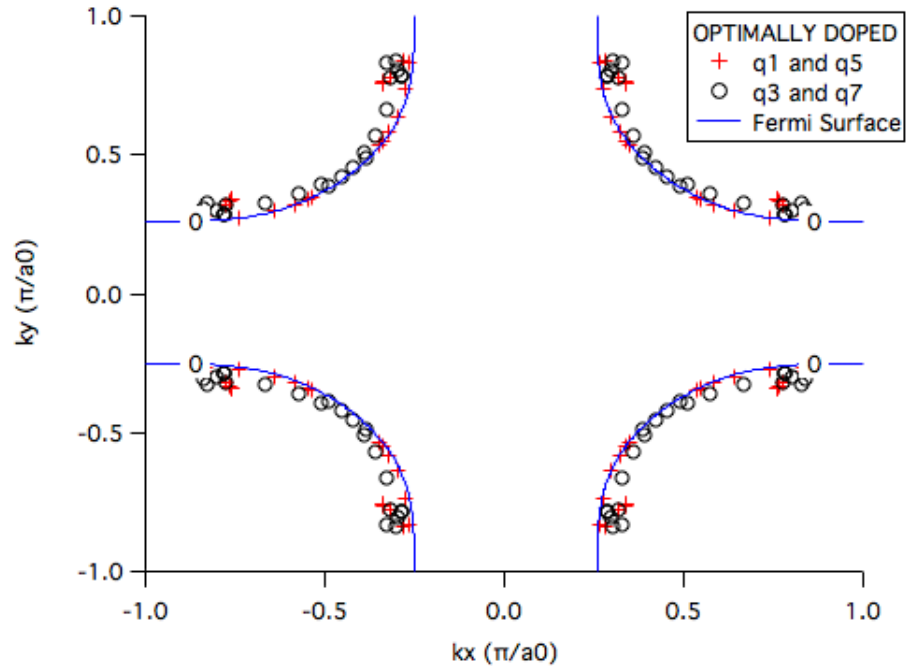 1.0
OPTIMALLY DOPED
q1 and q5
q3 and q7
Fermi Surface
0.5
0 0
ky (π/a0)
0.0
0 0
-0.5
-1.0
-1.0 -0.5 0.0 0.5 1.0
kx (π/a0)